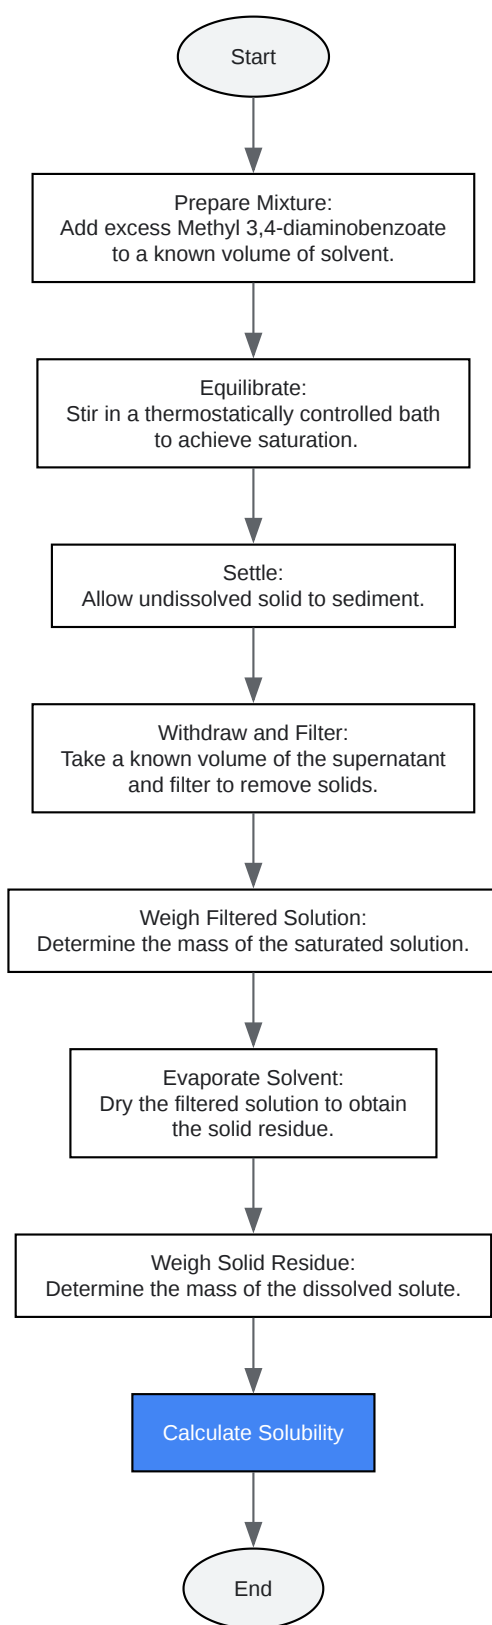 Start
Prepare Mixture:
Add excess Methyl 3,4-diaminobenzoate
to a known volume of solvent.
Equilibrate:
Stir in a thermostatically controlled bath
to achieve saturation.
Settle:
Allow undissolved solid to sediment.
Withdraw and Filter:
Take a known volume of the supernatant
and filter to remove solids.
Weigh Filtered Solution:
Determine the mass of the saturated solution.
Evaporate Solvent:
Dry the filtered solution to obtain
the solid residue.
Weigh Solid Residue:
Determine the mass of the dissolved solute.
Calculate Solubility
End